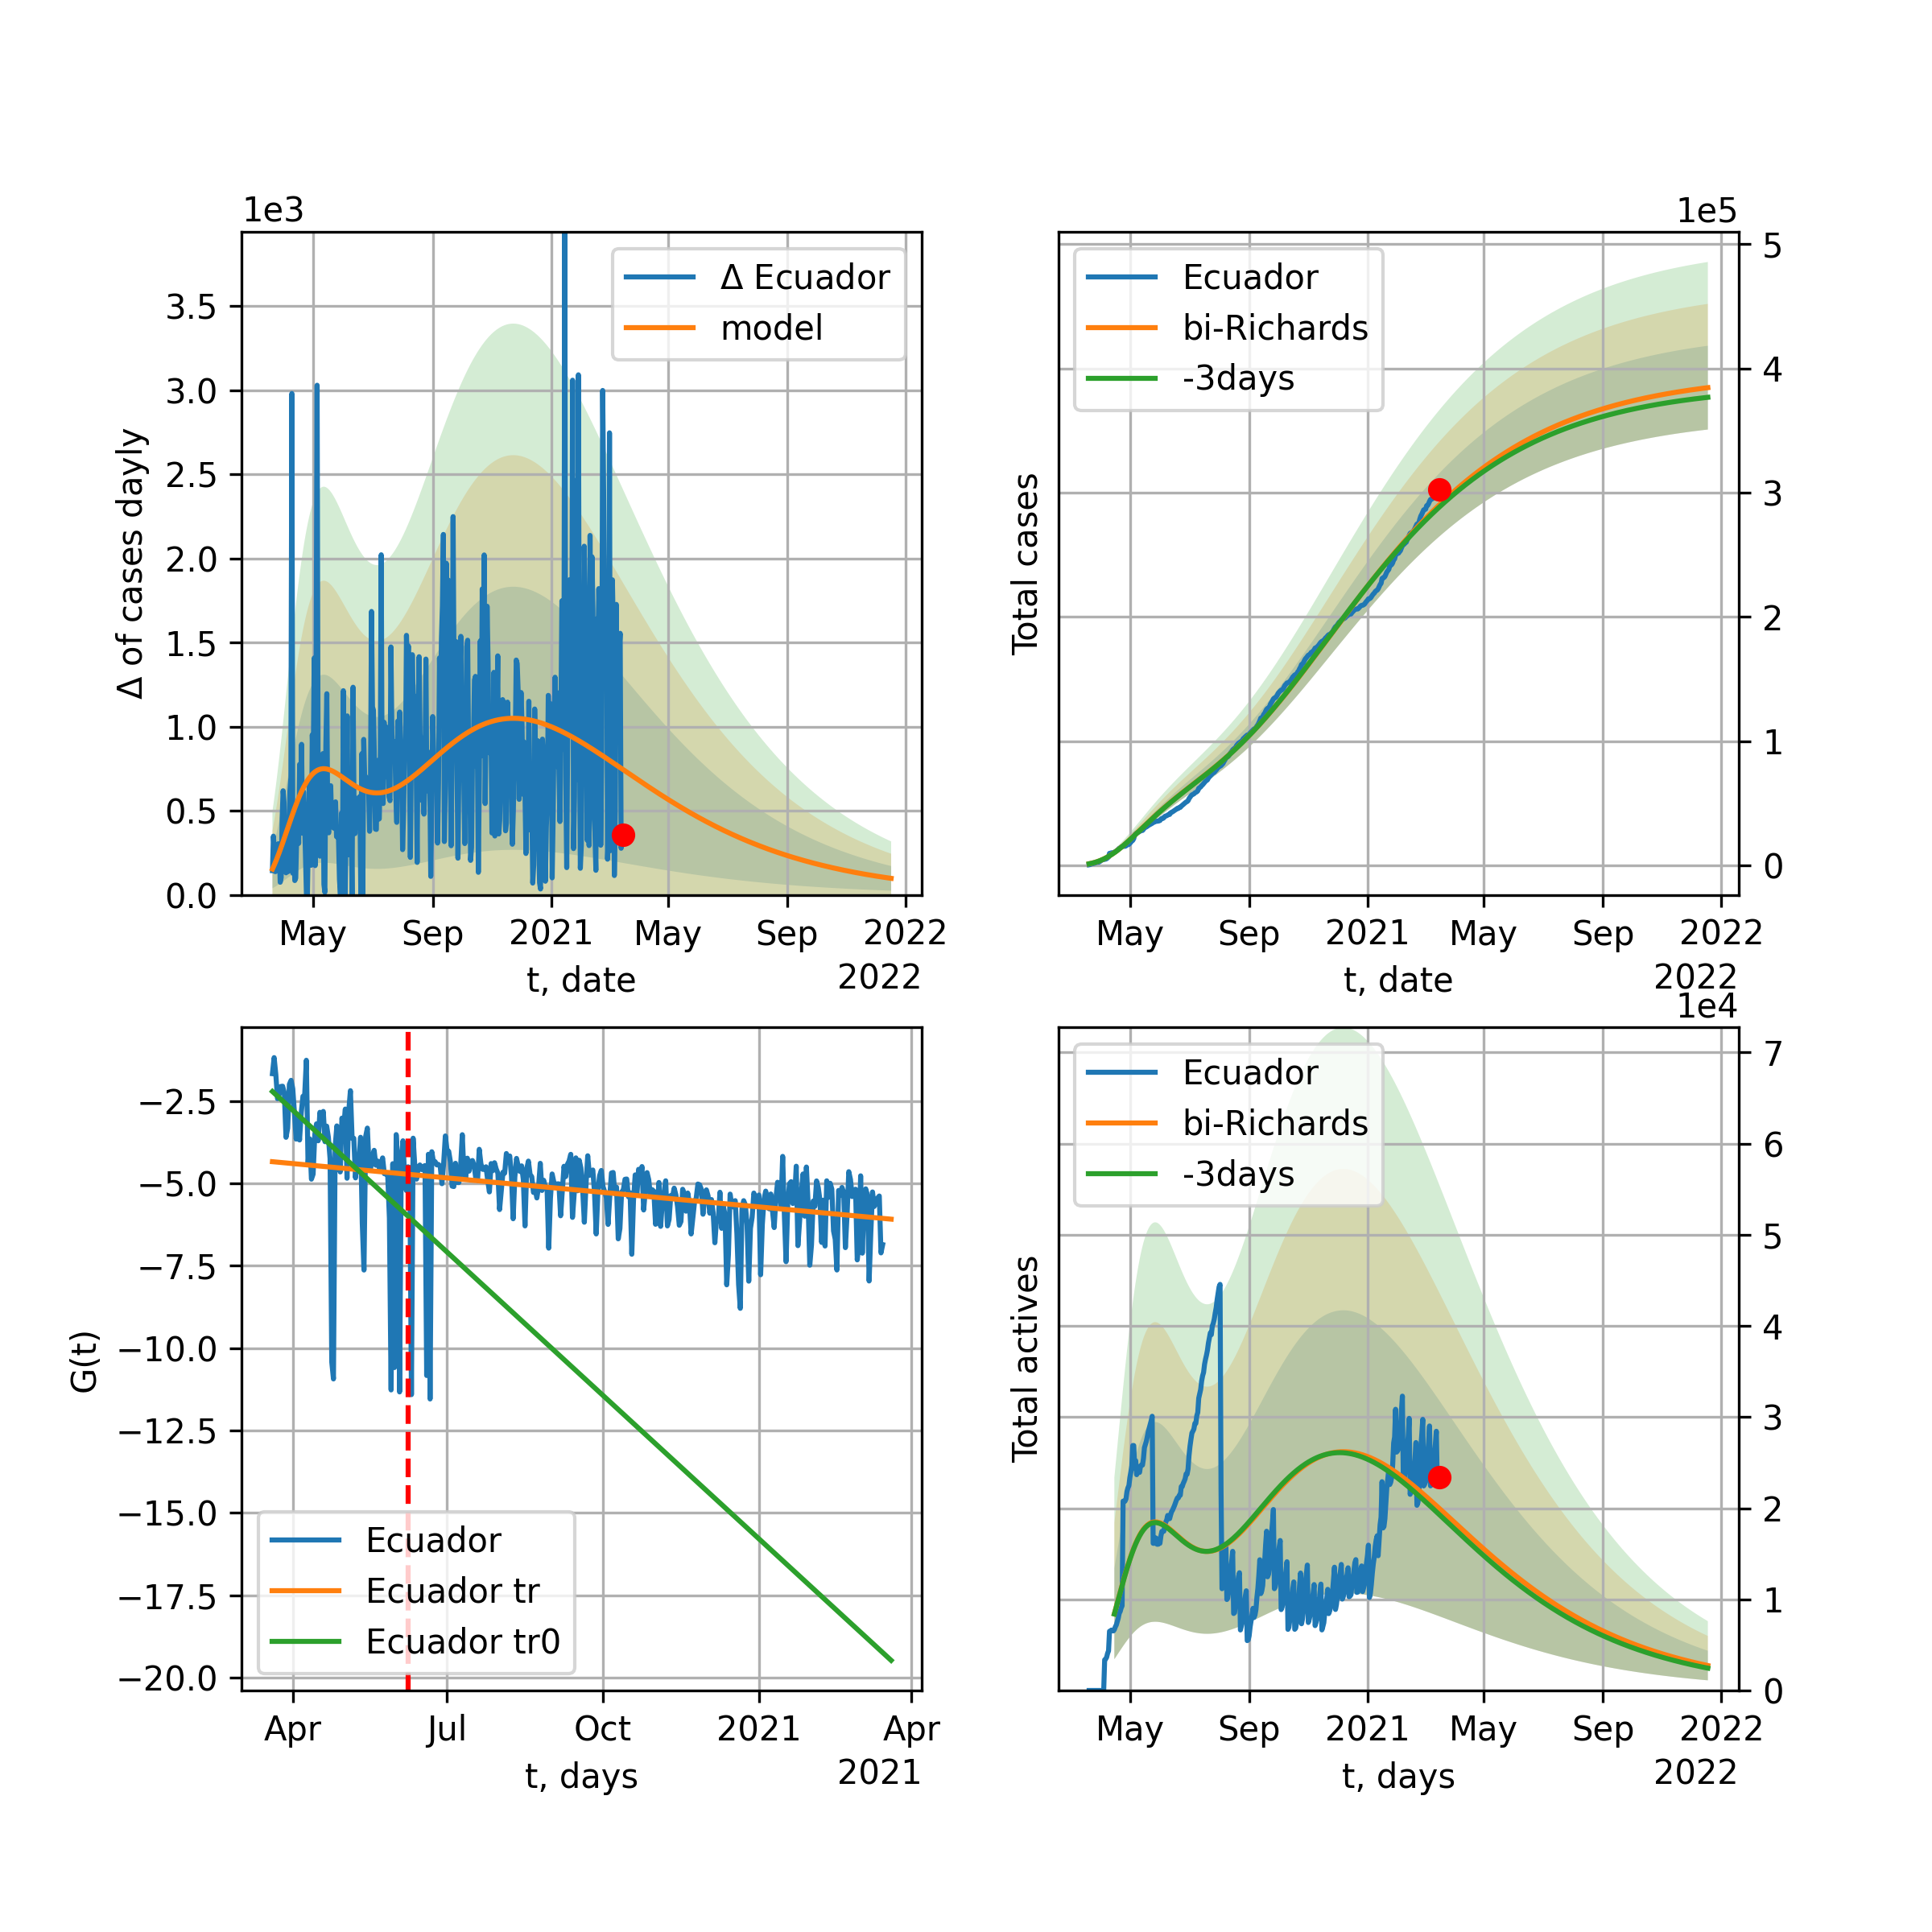 1e3
Δ Ecuador
model
3.5
3.0
2.5
2.0
1.5
1.0
0.5
0.0
Δ of cases dayly
May Sep 2021 May Sep 2022
t, date
2022
1e5
Ecuador
bi-Richards
-3days
5
4
3
2
1
0
Total cases
May Sep 2021 May Sep 2022
t, date
2022
−2.5
−5.0
−7.5
−10.0
−12.5
−15.0
−17.5
−20.0
G(t)
Ecuador
Ecuador tr
Ecuador tr0
Apr Jul Oct 2021 Apr
t, days
2021
1e4
Ecuador
bi-Richards
-3days
7
6
5
4
3
2
1
0
Total actives
May Sep 2021 May Sep 2022
t, days
2022